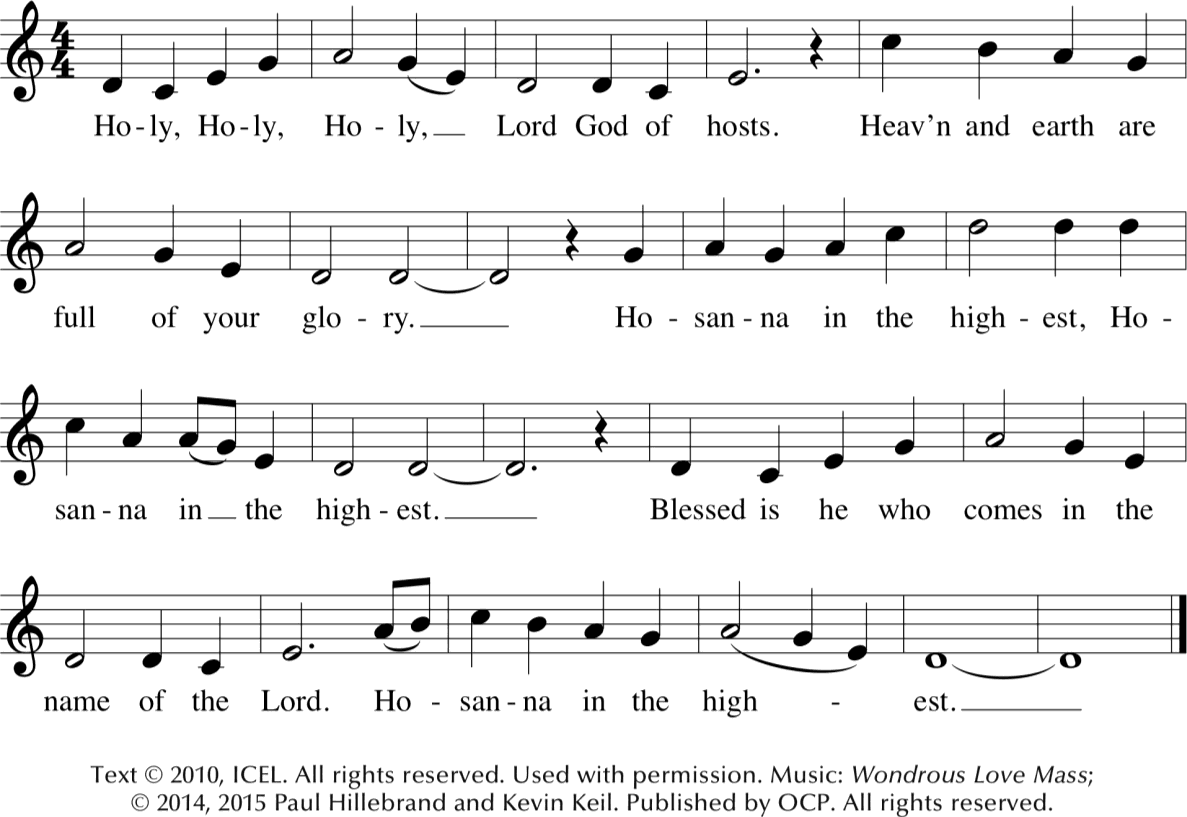 4
4
Ho - ly, Ho - ly, Ho - ly, Lord God of hosts. Heav’n and earth are
full of your glo - ry. Ho - san - na in the high - est, Ho -
san - na in the high - est. Blessed is he who comes in the
name of the Lord. Ho - san - na in the high - est.
Text © 2010, ICEL. All rights reserved. Used with permission. Music: Wondrous Love Mass;
© 2014, 2015 Paul Hillebrand and Kevin Keil. Published by OCP. All rights reserved.